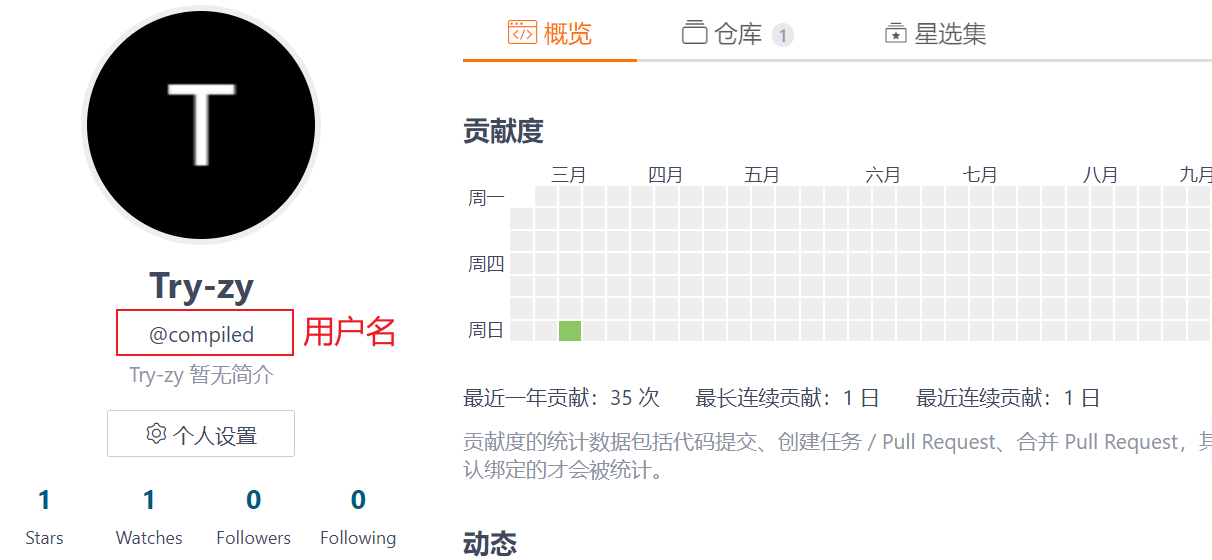 T
Try-zy
@compiled
用户名
Try-zy 暂无简介
个人设置
1 1 0 0
Stars Watches Followers Following
概览 仓库 1 星选集
贡献度
三月 四月 五月 六月 七月 八月 九月
周一
周四
周日
最近一年贡献：35 次 最长连续贡献：1 日 最近连续贡献：1 日
贡献度的统计数据包括代码提交、创建任务 / Pull Request、合并 Pull Request，其
认绑定的才会被统计。
动态